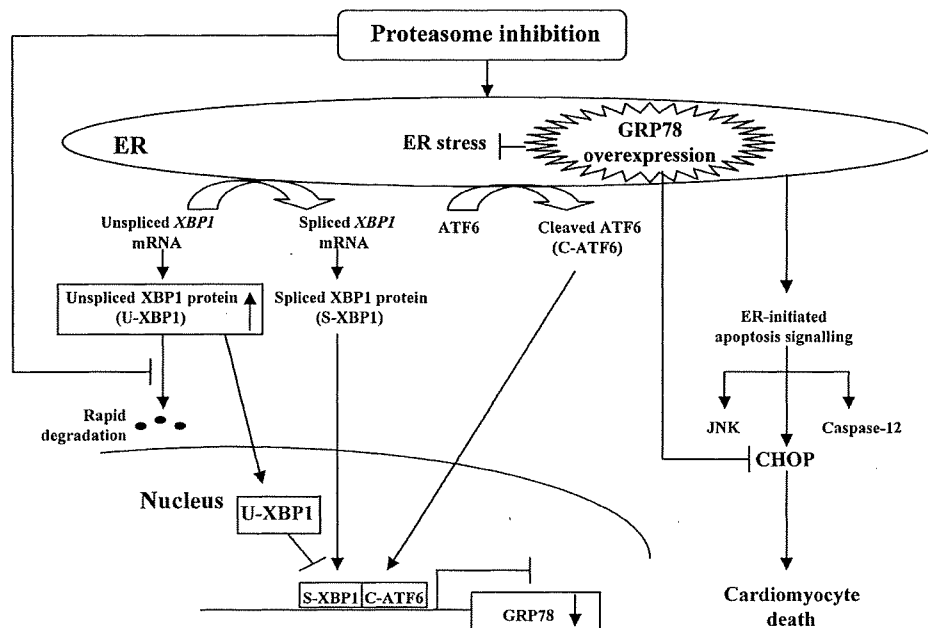 Proteasome inhibition
ER
ER stress
GRP78
overexpression
Unspliced XBP1
mRNA
Spliced XBP1
mRNA
ATF6
Cleaved ATF6
(C-ATF6)
Unspliced XBP1 protein
(U-XBP1)
Spliced XBP1 protein
(S-XBP1)
ER-initiated
apoptosis signalling
Rapid
degradation
JNK
Caspase-12
CHOP
Nucleus
U-XBP1
S-XBP1
C-ATF6
GRP78
Cardiomyocyte
death